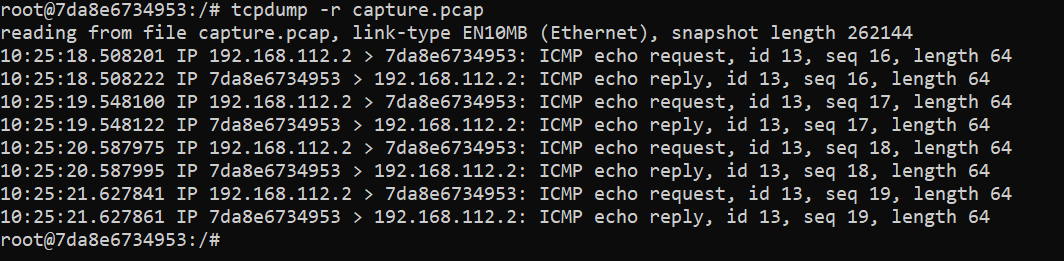 root@7da8e6734953:/# tcpdump -r capture.pcap
reading from file capture.pcap, link-type EN10MB (Ethernet), snapshot length 262144
10:25:18.508201 IP 192.168.112.2 > 7da8e6734953: ICMP echo request, id 13, seq 16, length 64
10:25:18.508222 IP 7da8e6734953 > 192.168.112.2: ICMP echo reply, id 13, seq 16, length 64
10:25:19.548100 IP 192.168.112.2 > 7da8e6734953: ICMP echo request, id 13, seq 17, length 64
10:25:19.548122 IP 7da8e6734953 > 192.168.112.2: ICMP echo reply, id 13, seq 17, length 64
10:25:20.587975 IP 192.168.112.2 > 7da8e6734953: ICMP echo request, id 13, seq 18, length 64
10:25:20.587995 IP 7da8e6734953 > 192.168.112.2: ICMP echo reply, id 13, seq 18, length 64
10:25:21.627841 IP 192.168.112.2 > 7da8e6734953: ICMP echo request, id 13, seq 19, length 64
10:25:21.627861 IP 7da8e6734953 > 192.168.112.2: ICMP echo reply, id 13, seq 19, length 64
root@7da8e6734953:/#